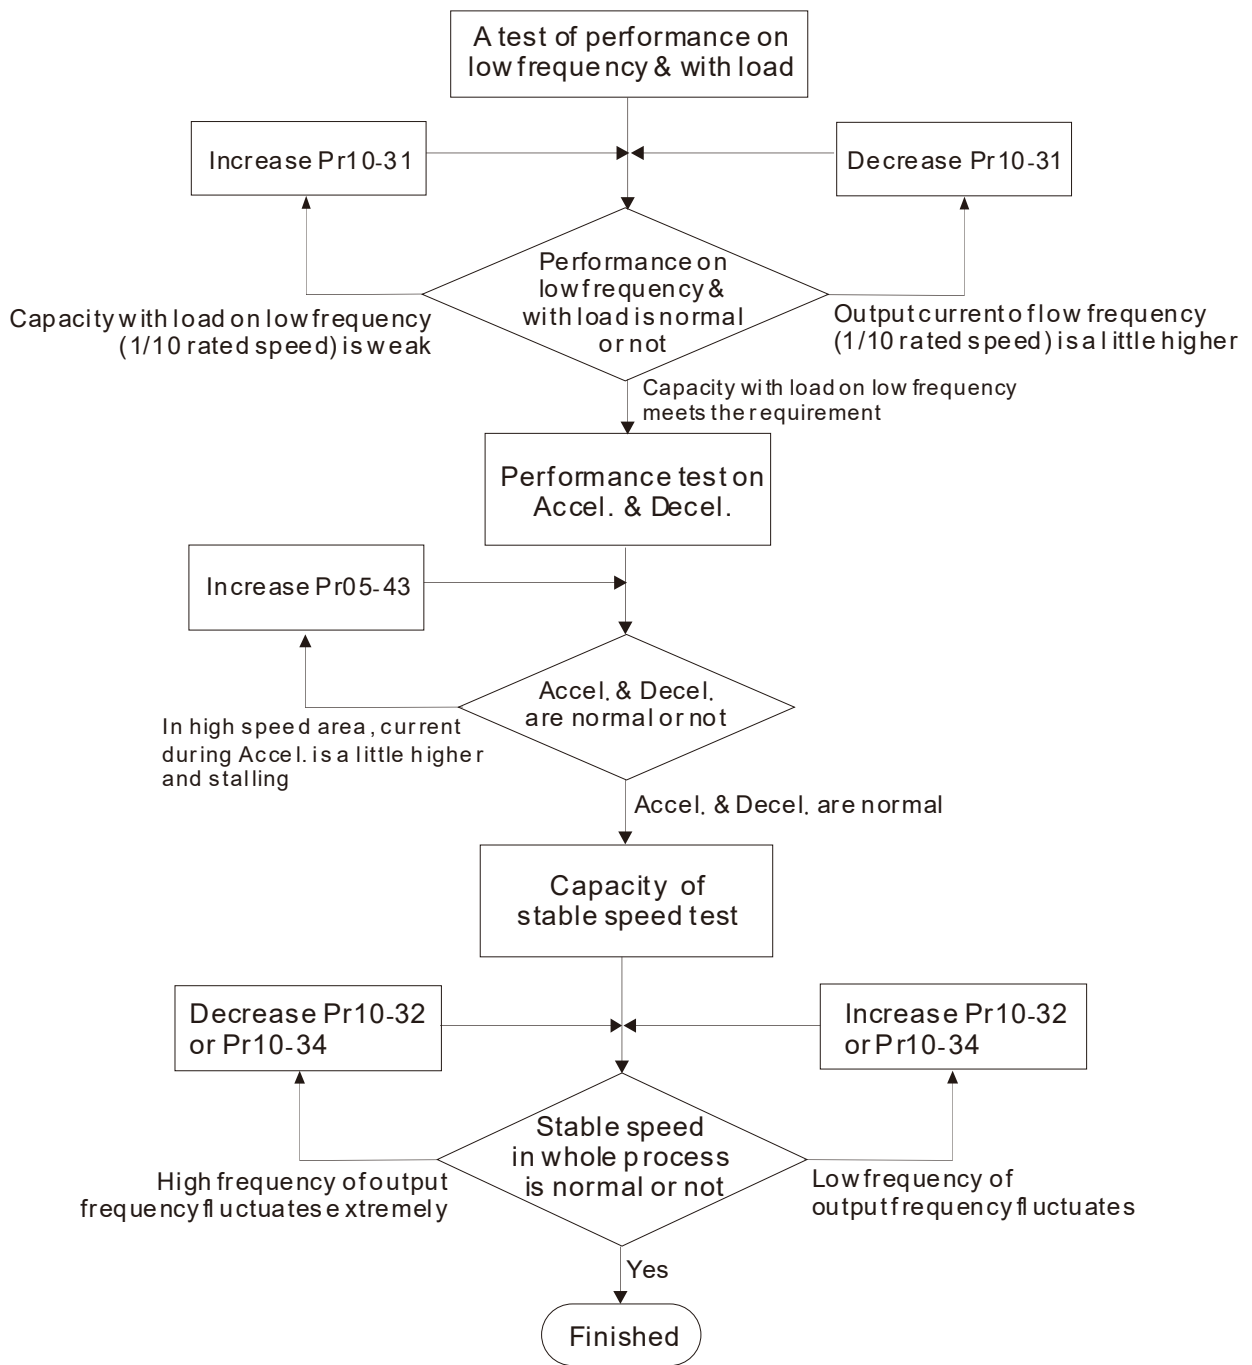 A test of performance on
low frequency & with load
Increase Pr10-31
Decrease Pr10-31
Performance on
low frequency &
with load is normal
or not
Capacity with load on low frequency
(1/10 rated speed) is weak
Output current of low frequency
(1/10 rated speed) is a little higher
Capacity with load on low frequency
meets the requirement
Performance test on
Accel. & Decel.
Increase Pr05-43
Accel. & Decel.
are normal or not
In high speed area, current
during Accel. is a little higher
and stalling
Accel. & Decel. are normal
Capacity of
stable speed test
Decrease Pr10-32
or Pr10-34
Increase Pr10-32
or Pr10-34
Stable speed
in whole process
is normal or not
High frequency of output
frequency fluctuates extremely
Low frequency of
output frequency fluctuates
Yes
Finished